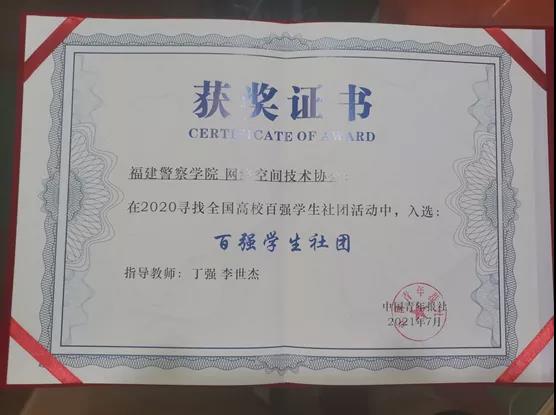 获奖证书
CERTIFICATE OF AWARD
福建警察学院 网 空间技术协
在2020寻找全国高校百强学生社团活动中，入选：
百强学生社团
指导教师：丁强 李世杰
中国青年报社
2021年7月